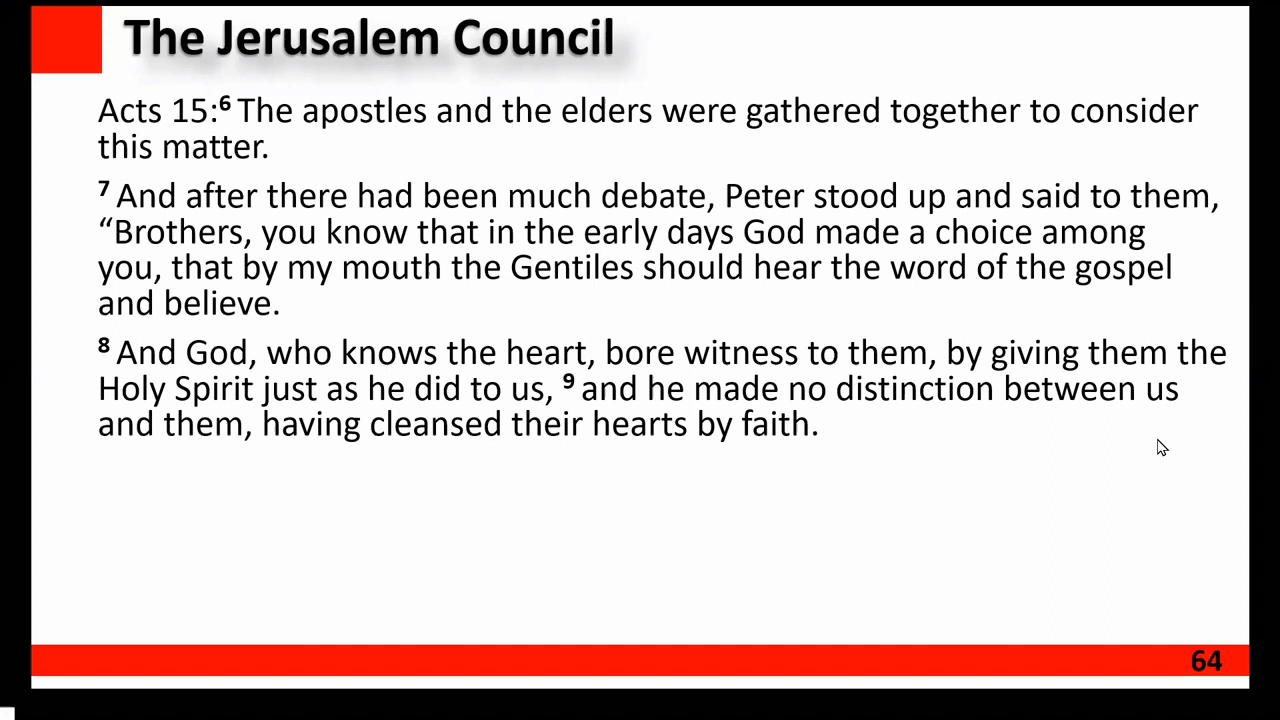 The Jerusalem Council
Acts 15:6 The apostles and the elders were gathered together to consider
this matter.
7 And after there had been much debate, Peter stood up and said to them,
“Brothers, you know that in the early days God made a choice among
you, that by my mouth the Gentiles should hear the word of the gospel
and believe.
8 And God, who knows the heart, bore witness to them, by giving them the
Holy Spirit just as he did to us, 9 and he made no distinction between us
and them, having cleansed their hearts by faith.
64